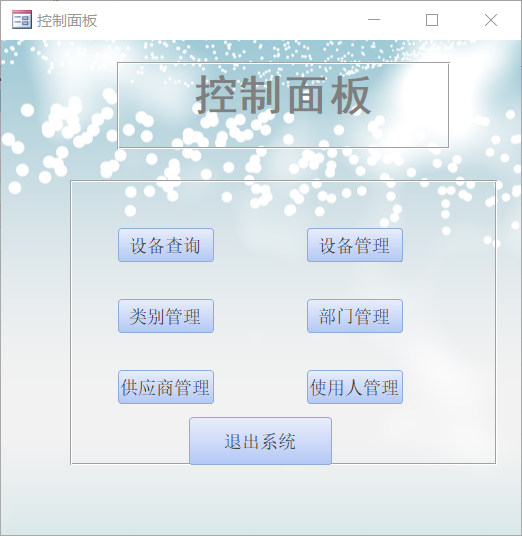 控制面板
控制面板
设备查询
设备管理
类别管理
部门管理
供应商管理
使用人管理
退出系统